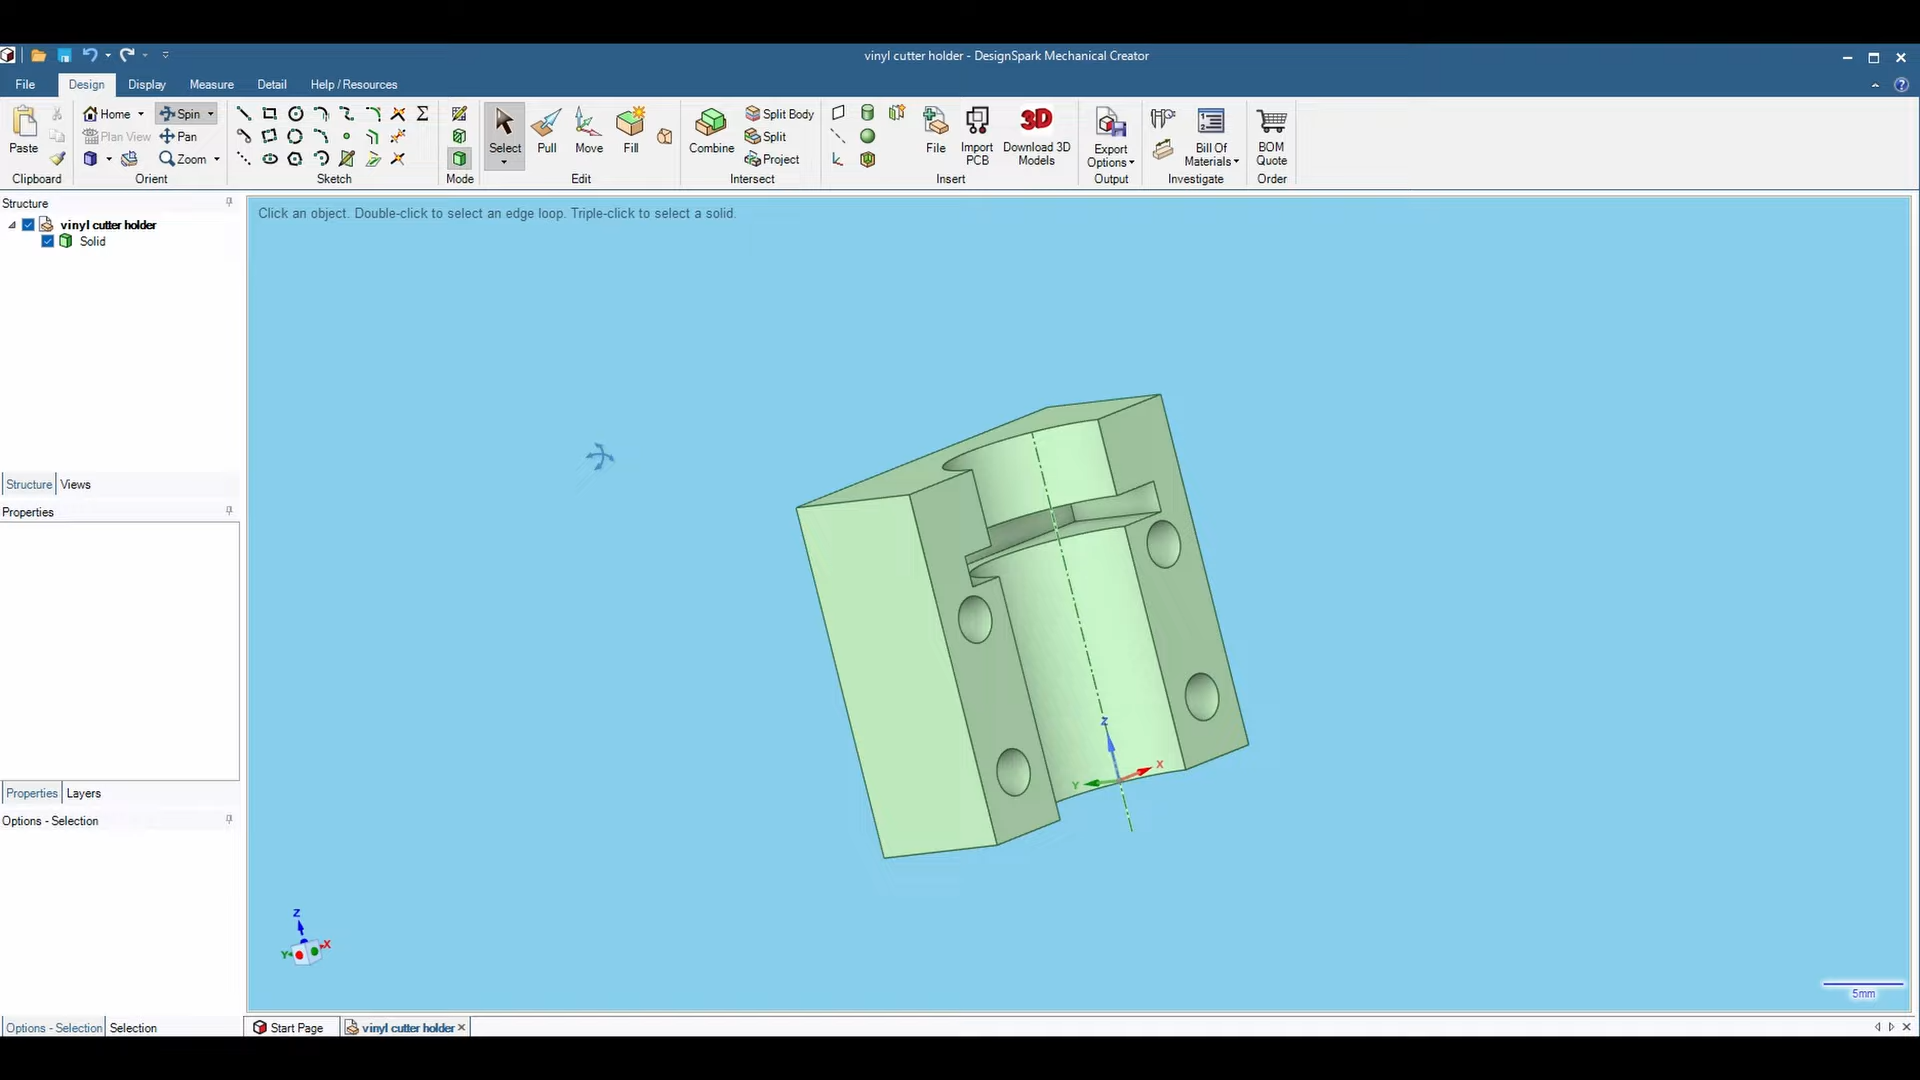 vinyl cutter holder - DesignSpark Mechanical Creator
File Design Display Measure Detail Help / Resources
Paste
Home Spin
Plan View Pan
Zoom
Select Pull Move Fill
Combine
Split Body
Split
Project
File
Import PCB
Download 3D Models
3D
Export Options
Bill Of Materials
BOM Quote
Clipboard Orient Sketch Mode Edit Intersect Insert Output Investigate Order
Structure
vinyl cutter holder
Solid
Click an object. Double-click to select an edge loop. Triple-click to select a solid.
Structure Views
Properties
Z
X
Y
Properties Layers
Options - Selection
Z
X
Y
5mm
Options - Selection Selection
Start Page vinyl cutter holder